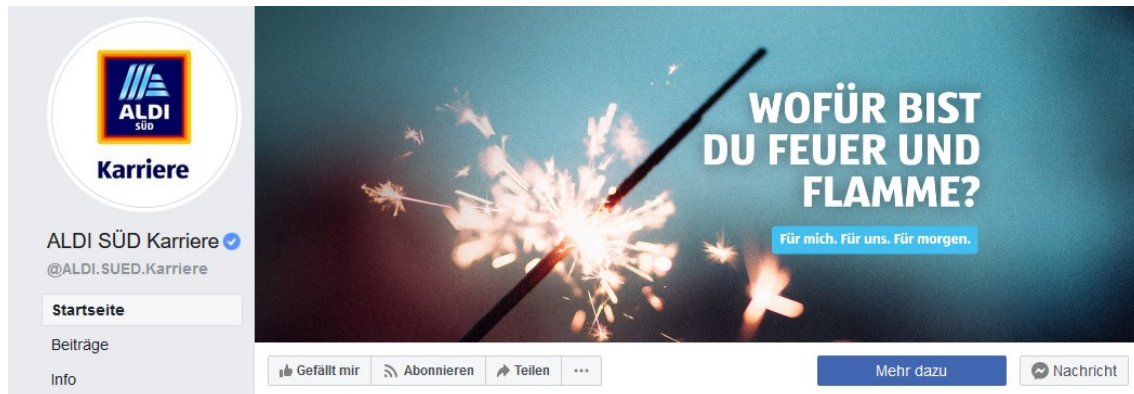 ALDI
SÜD
Karriere
ALDI SÜD Karriere
@ALDI.SUED.Karriere
Startseite
Beiträge
Info
WOFÜR BIST
DU FEUER UND
FLAMME?
Für mich. Für uns. Für morgen.
Gefällt mir
Abonnieren
Teilen
Mehr dazu
Nachricht